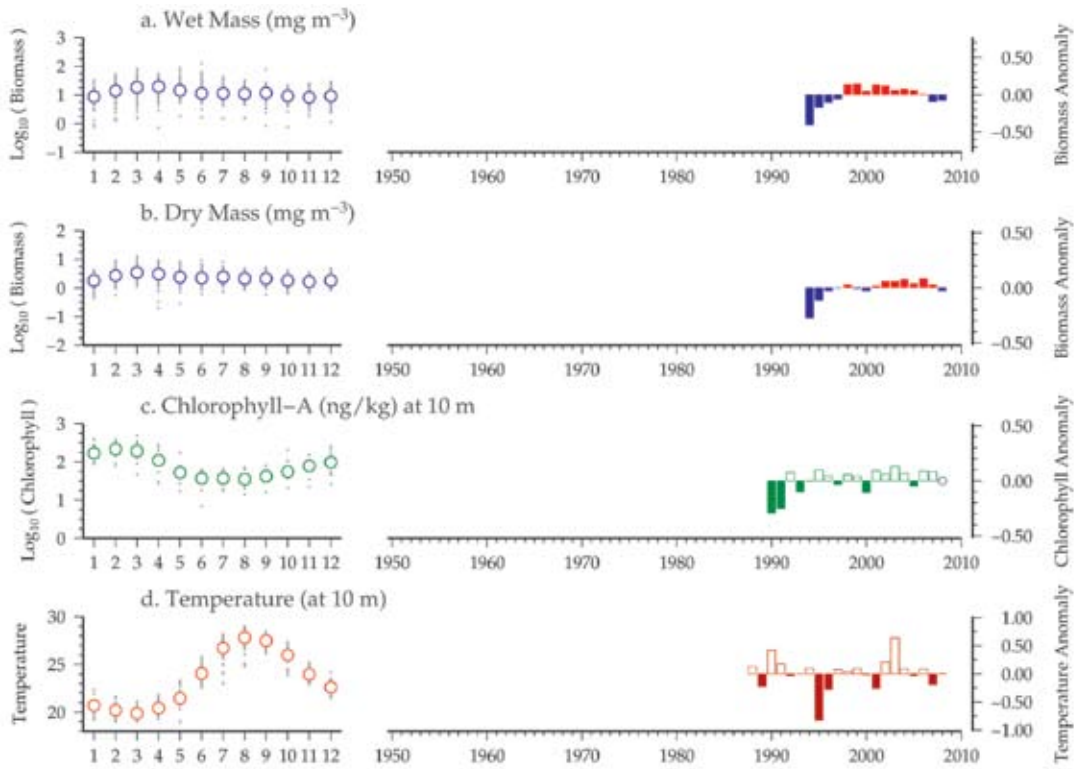 a. Wet Mass (mg m⁻³)
Log₁₀ ( Biomass )
3
2
1
0
−1
1 2 3 4 5 6 7 8 9 10 11 12
1950 1960 1970 1980 1990 2000 2010
0.50
0.00
−0.50
Biomass Anomaly
b. Dry Mass (mg m⁻³)
Log₁₀ ( Biomass )
2
1
0
−1
−2
1 2 3 4 5 6 7 8 9 10 11 12
1950 1960 1970 1980 1990 2000 2010
0.50
0.00
−0.50
Biomass Anomaly
c. Chlorophyll−A (ng/kg) at 10 m
Log₁₀ ( Chlorophyll )
3
2
1
0
1 2 3 4 5 6 7 8 9 10 11 12
1950 1960 1970 1980 1990 2000 2010
0.50
0.00
−0.50
Chlorophyll Anomaly
d. Temperature (at 10 m)
Temperature
30
25
20
1 2 3 4 5 6 7 8 9 10 11 12
1950 1960 1970 1980 1990 2000 2010
1.00
0.50
0.00
−0.50
−1.00
Temperature Anomaly